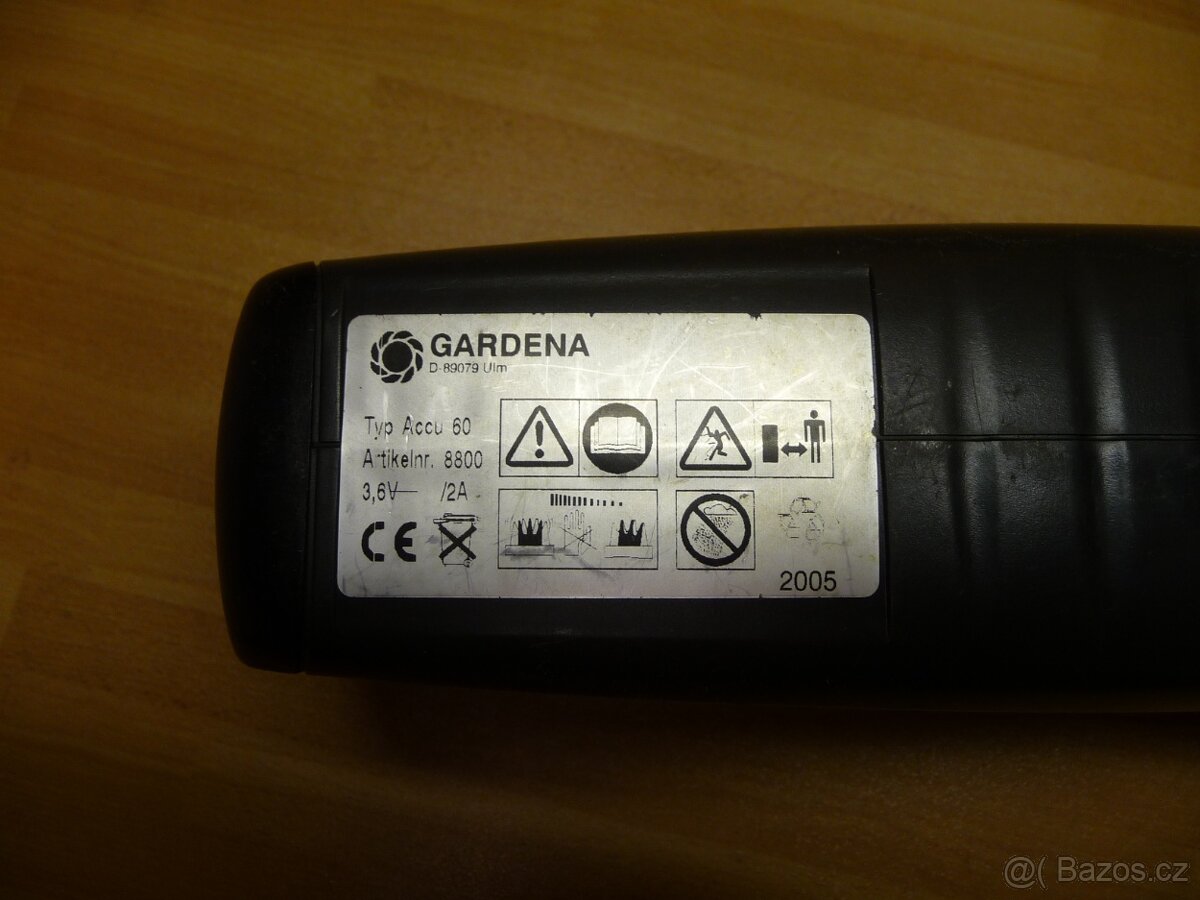 GARDENA
D-89079 Ulm
Typ Accu 60
Artikelnr. 8800
3,6V /2A
CE
2005
@( Bazos.cz